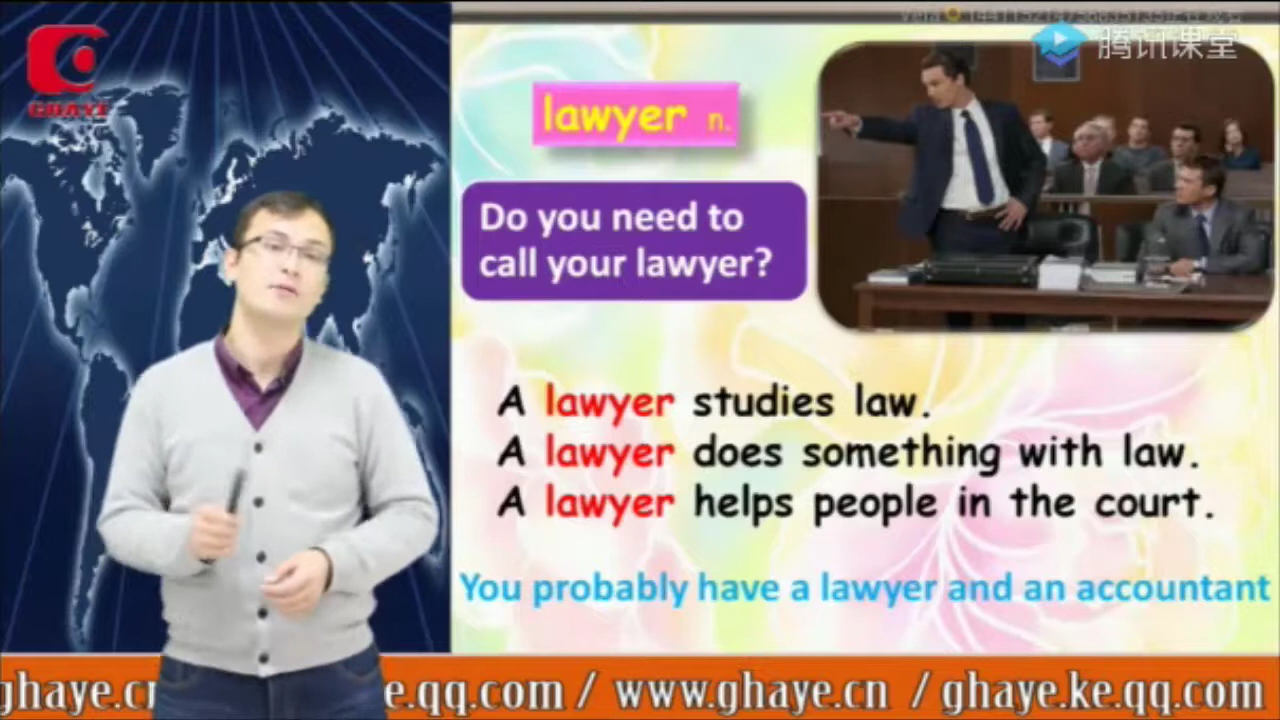 GHAYE
腾讯课堂
lawyer n.
Do you need to
call your lawyer?
A lawyer studies law.
A lawyer does something with law.
A lawyer helps people in the court.
You probably have a lawyer and an accountant
ghaye.cn e.qq.com / www.ghaye.cn / ghaye.ke.qq.com